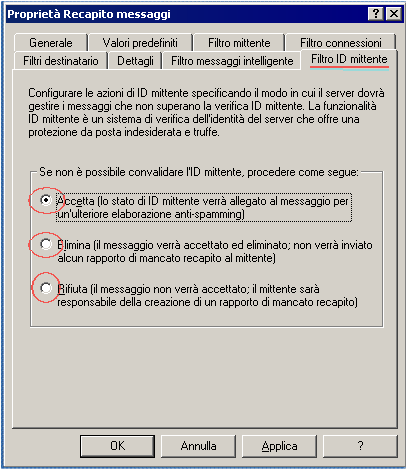 Proprietà Recapito messaggi
Generale Valori predefiniti Filtro mittente Filtro connessioni
Filtri destinatario Dettagli Filtro messaggi intelligente Filtro ID mittente
Configurare le azioni di ID mittente specificando il modo in cui il server dovrà
gestire i messaggi che non superano la verifica ID mittente. La funzionalità
ID mittente è un sistema di verifica dell'identità del server che offre una
protezione da posta indesiderata e truffe.
Se non è possibile convalidare l'ID mittente, procedere come segue:
Accetta (lo stato di ID mittente verrà allegato al messaggio per
un'ulteriore elaborazione anti-spamming)
Elimina (il messaggio verrà accettato ed eliminato; non verrà inviato
alcun rapporto di mancato recapito al mittente)
Rifiuta (il messaggio non verrà accettato; il mittente sarà
responsabile della creazione di un rapporto di mancato recapito)
OK Annulla Applica ?